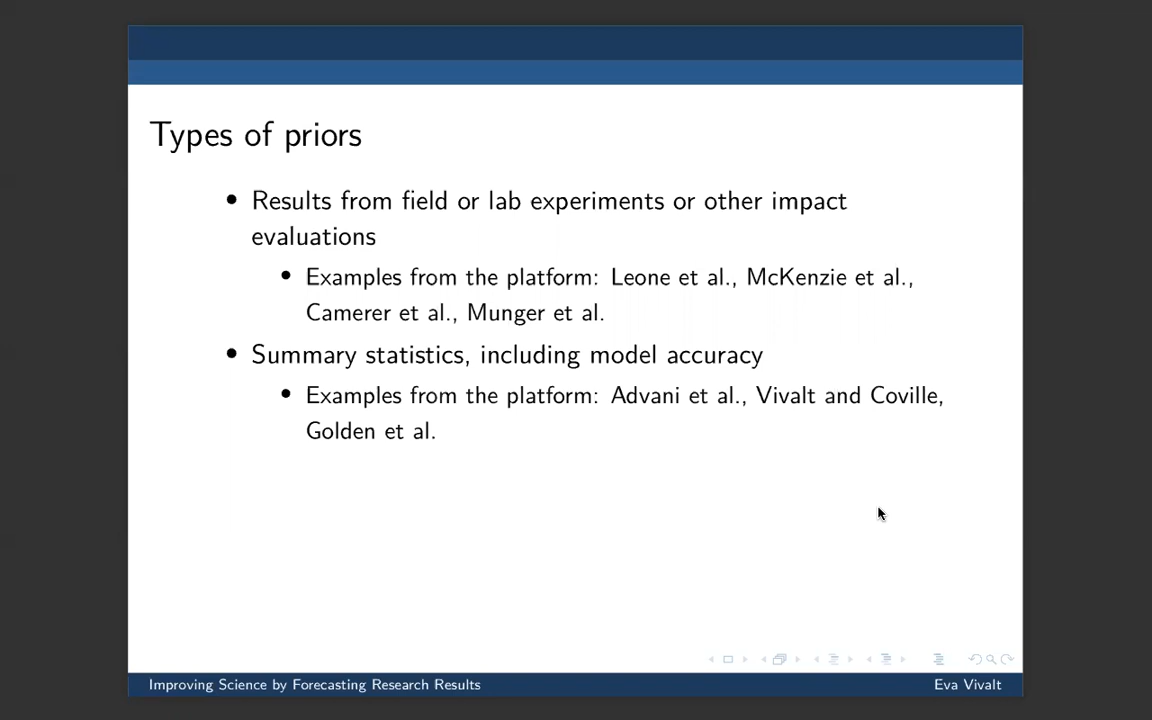 Types of priors
• Results from field or lab experiments or other impact
evaluations
• Examples from the platform: Leone et al., McKenzie et al.,
Camerer et al., Munger et al.
• Summary statistics, including model accuracy
• Examples from the platform: Advani et al., Vivalt and Coville,
Golden et al.
Improving Science by Forecasting Research Results
Eva Vivalt